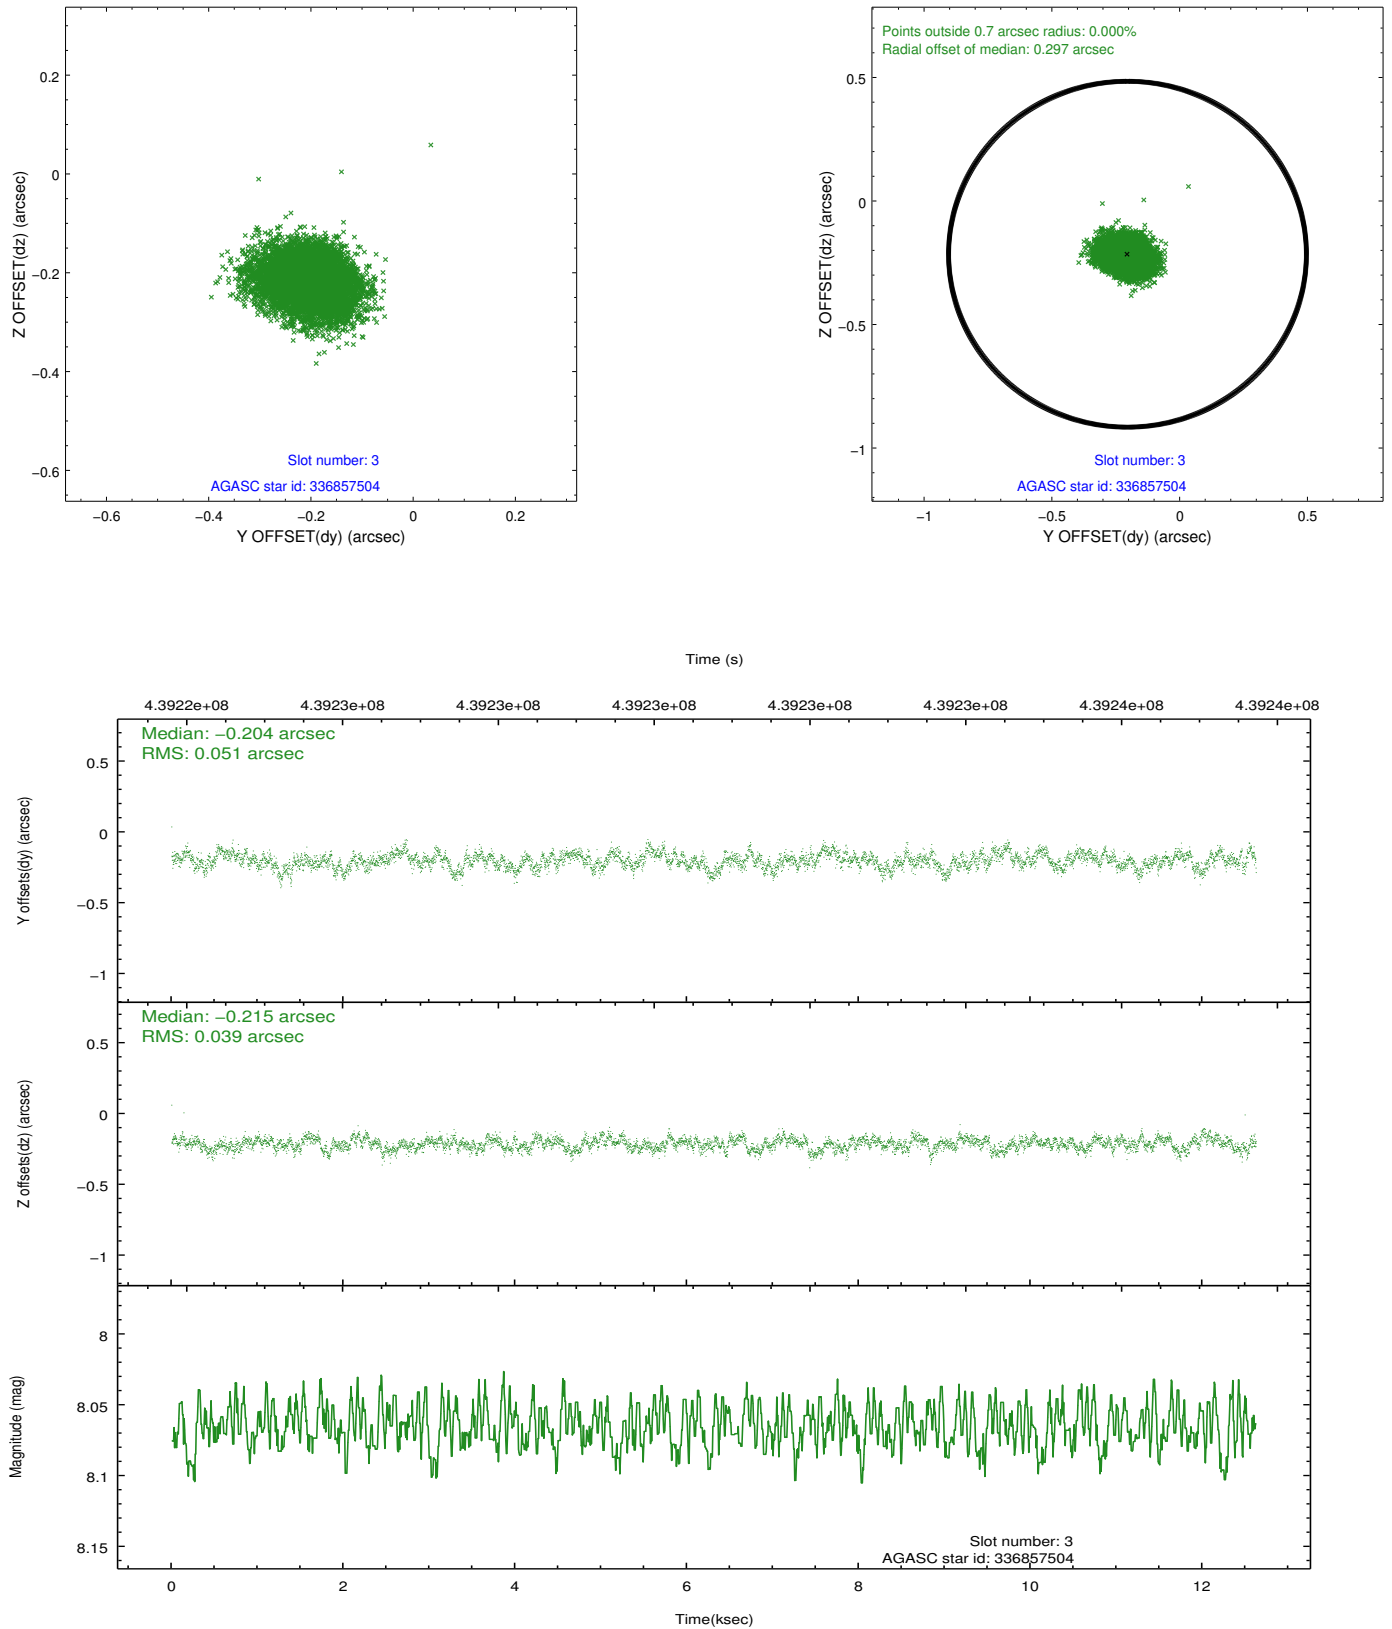 0.2
0
−0.2
−0.4
−0.6
Z OFFSET(dz) (arcsec)
Slot number: 3
AGASC star id: 336857504
−0.6 −0.4 −0.2 0 0.2
Y OFFSET(dy) (arcsec)
Points outside 0.7 arcsec radius: 0.000%
Radial offset of median: 0.297 arcsec
0.5
0
−0.5
−1
Z OFFSET(dz) (arcsec)
Slot number: 3
AGASC star id: 336857504
−1 −0.5 0 0.5
Y OFFSET(dy) (arcsec)
Time (s)
4.3922e+08 4.3923e+08 4.3923e+08 4.3923e+08 4.3923e+08 4.3923e+08 4.3924e+08 4.3924e+08
Median: −0.204 arcsec
RMS: 0.051 arcsec
0.5
0
−0.5
−1
Y offsets(dy) (arcsec)
Median: −0.215 arcsec
RMS: 0.039 arcsec
0.5
0
−0.5
−1
Z offsets(dz) (arcsec)
8
8.05
8.1
8.15
Magnitude (mag)
Slot number: 3
AGASC star id: 336857504
0 2 4 6 8 10 12
Time(ksec)